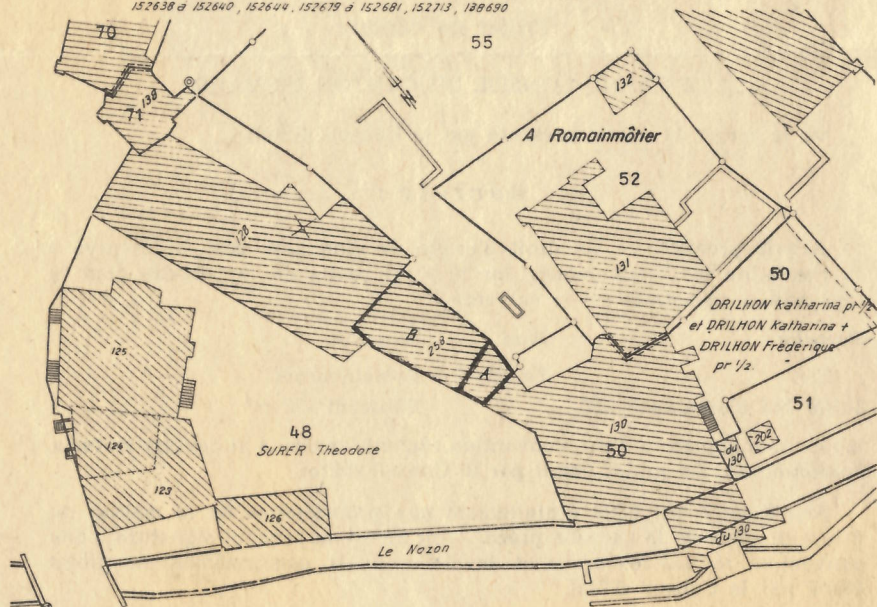 152638 à 152640, 152644, 152679 à 152681, 152713, 188690
55
70
71
138
132
A Romainmôtier
52
N
128
131
50
DRILHON Katharina pr 1/2
et DRILHON Katharina +
DRILHON Frédérique
pr 1/2.
B
258
A
125
51
130
50
202
du
130
124
48
SURER Theodore
123
126
du 130
Le Nozon